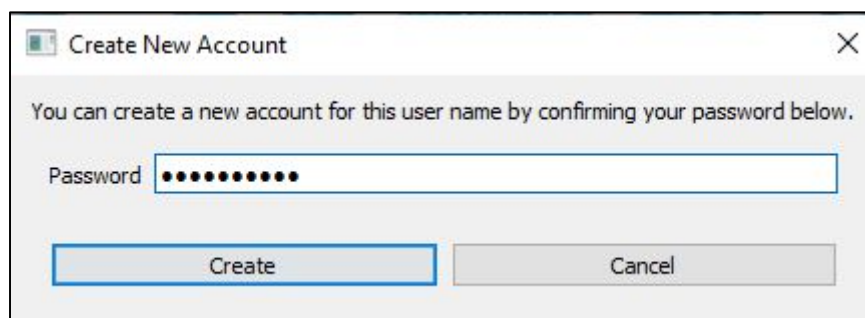 Create New Account
You can create a new account for this user name by confirming your password below.
Password ●●●●●●●●●●
Create Cancel